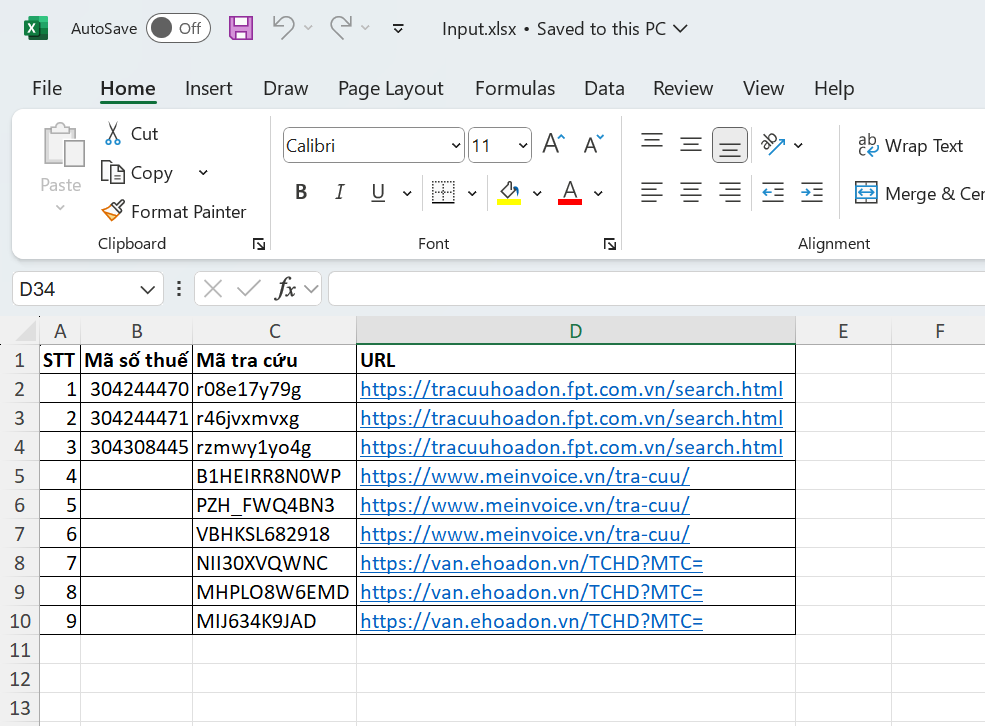 AutoSave Off Input.xlsx • Saved to this PC
File Home Insert Draw Page Layout Formulas Data Review View Help
Paste
Cut
Copy
Format Painter
Clipboard
Calibri 11 A A
B I U A
Font
ab c Wrap Text
Merge & Cen
Alignment
D34 fx
A B C D E F
1 STT Mã số thuế Mã tra cứu URL
2 1 304244470 r08e17y79g https://tracuuhoadon.fpt.com.vn/search.html
3 2 304244471 r46jvxmvxg https://tracuuhoadon.fpt.com.vn/search.html
4 3 304308445 rzmwy1yo4g https://tracuuhoadon.fpt.com.vn/search.html
5 4 B1HEIRR8N0WP https://www.meinvoice.vn/tra-cuu/
6 5 PZH_FWQ4BN3 https://www.meinvoice.vn/tra-cuu/
7 6 VBHKSL682918 https://www.meinvoice.vn/tra-cuu/
8 7 NII30XVQWNC https://van.ehoadon.vn/TCHD?MTC=
9 8 MHPLO8W6EMD https://van.ehoadon.vn/TCHD?MTC=
10 9 MIJ634K9JAD https://van.ehoadon.vn/TCHD?MTC=
11
12
13